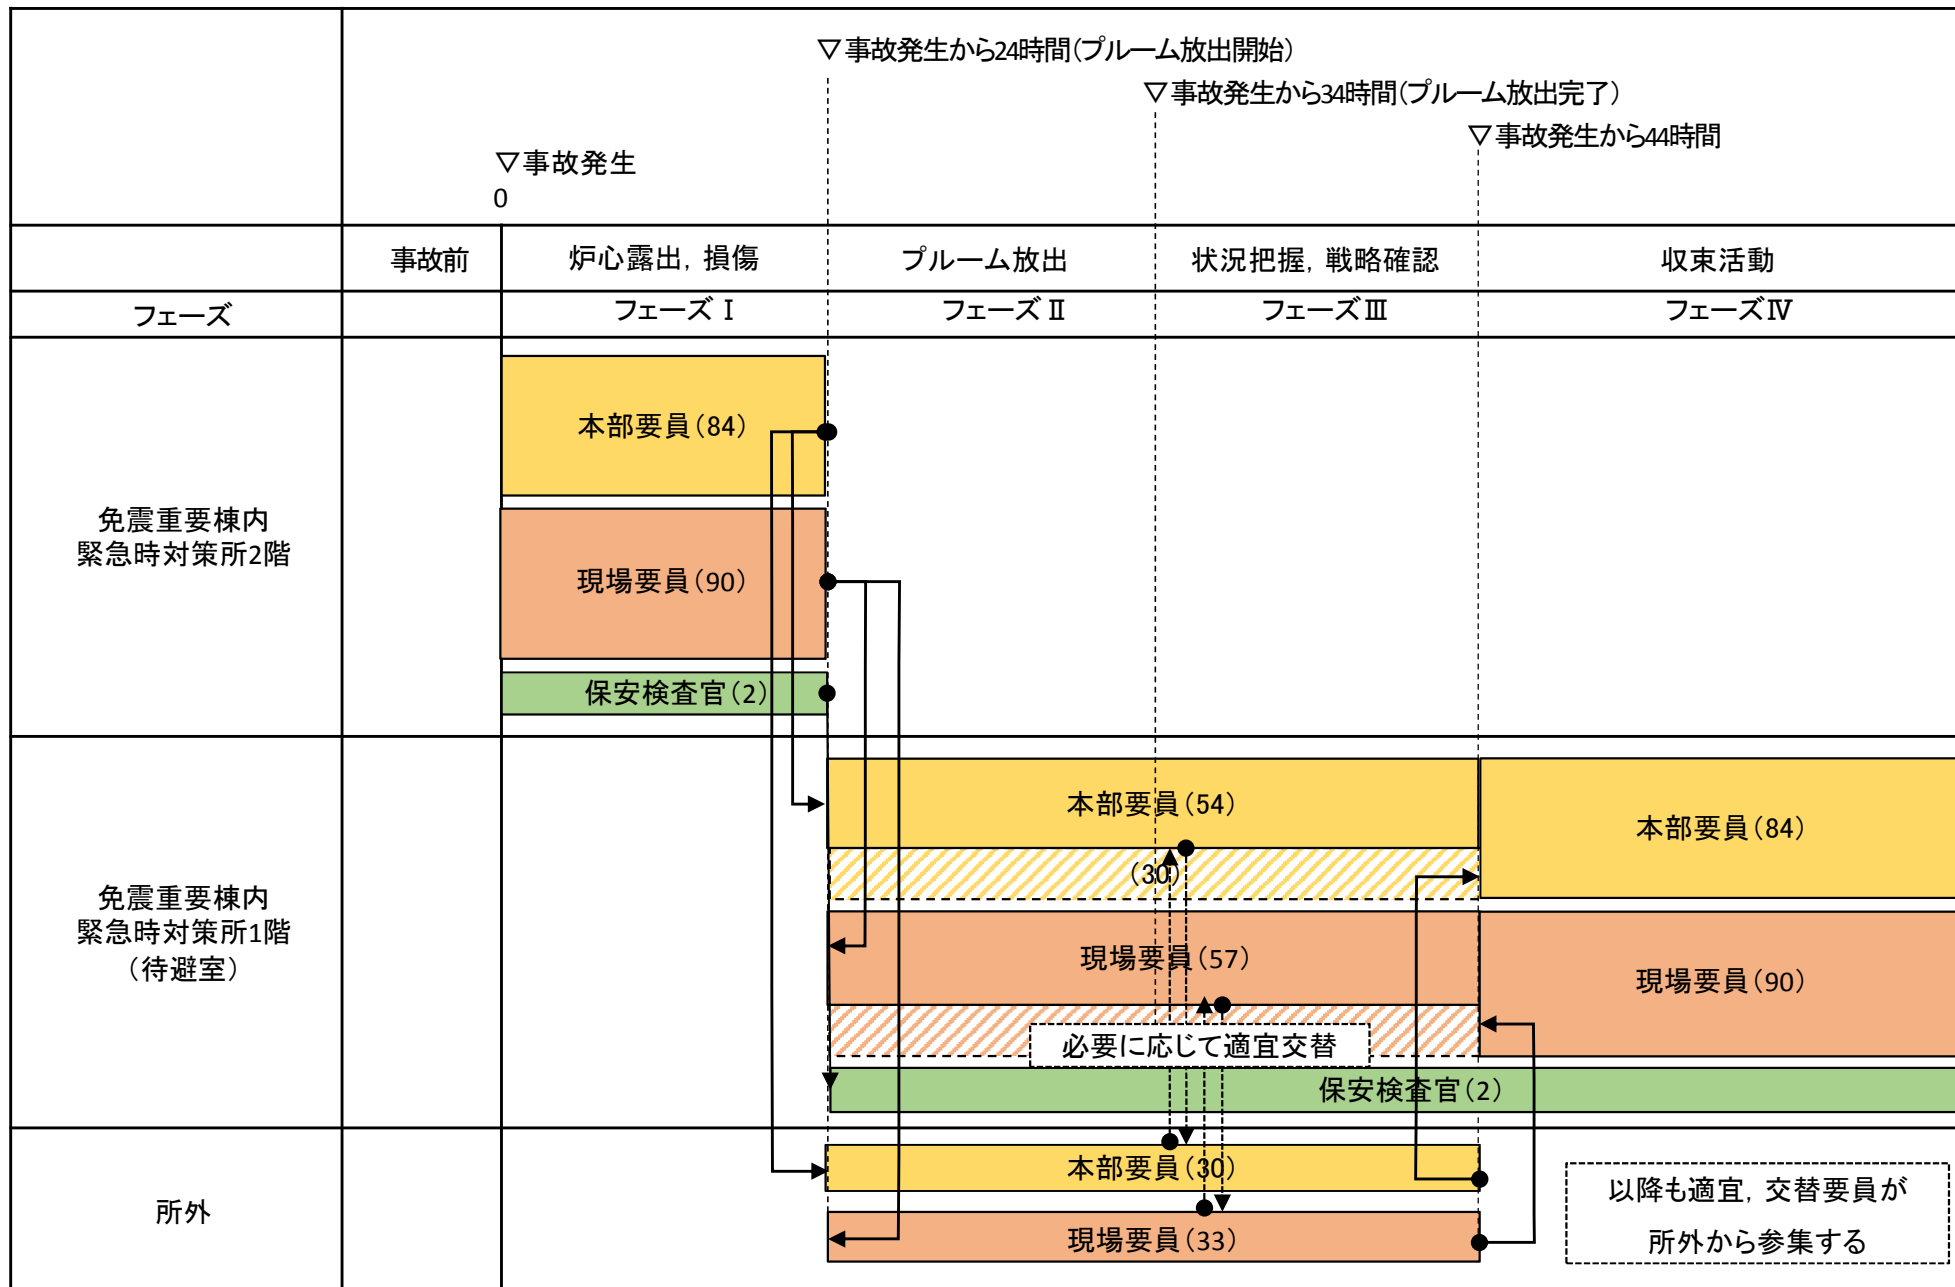 ▽事故発生から24時間(プルーム放出開始)
▽事故発生から34時間(プルーム放出完了)
▽事故発生から44時間
▽事故発生
0
事故前
炉心露出，損傷
プルーム放出
状況把握，戦略確認
収束活動
フェーズ
フェーズⅠ
フェーズⅡ
フェーズⅢ
フェーズⅣ
免震重要棟内
緊急時対策所2階
本部要員(84)
現場要員(90)
保安検査官(2)
免震重要棟内
緊急時対策所1階
(待避室)
本部要員(54)
(30)
本部要員(84)
現場要員(57)
現場要員(90)
必要に応じて適宜交替
保安検査官(2)
所外
本部要員(30)
現場要員(33)
以降も適宜，交替要員が
所外から参集する